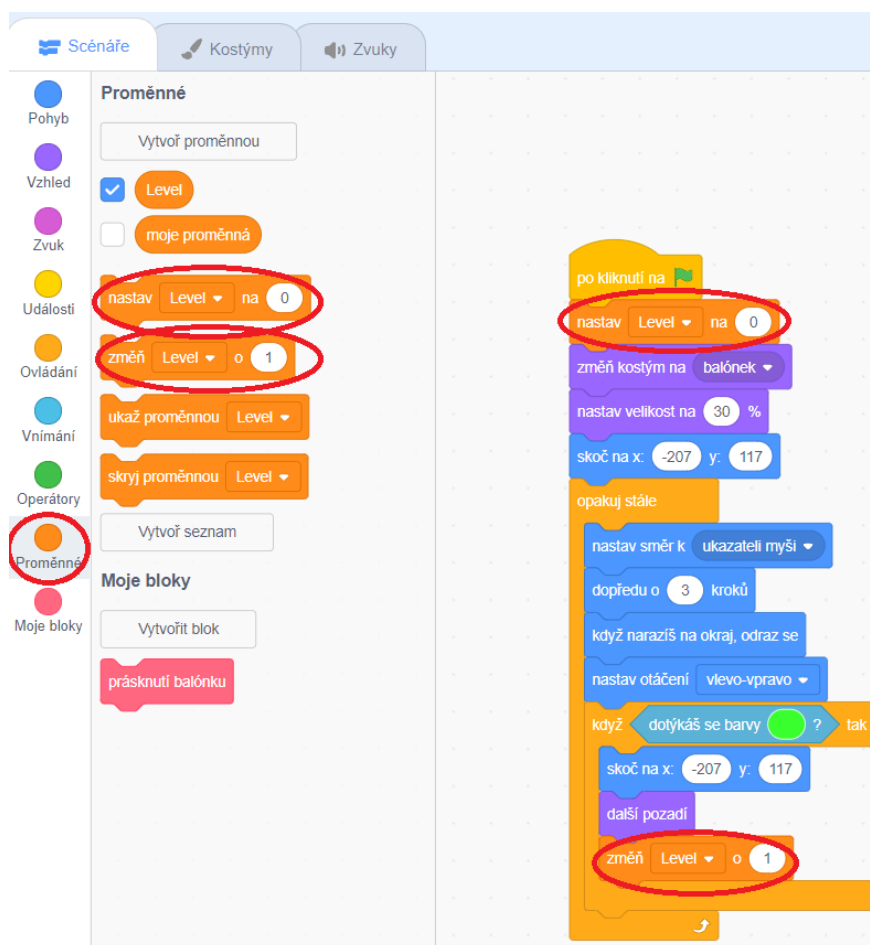 Scénáře
Kostýmy
Zvuky
Pohyb
Vzhled
Zvuk
Události
Ovládání
Vnímání
Operátory
Proměnné
Moje bloky
Proměnné
Vytvoř proměnnou
Level
moje proměnná
nastav Level na 0
změň Level o 1
ukaž proměnnou Level
skryj proměnnou Level
Vytvoř seznam
Moje bloky
Vytvořit blok
prásknutí balónku
po kliknutí na
nastav Level na 0
změň kostým na balónek
nastav velikost na 30 %
skoč na x: -207 y: 117
opakuj stále
nastav směr k ukazateli myši
dopředu o 3 kroků
když narazíš na okraj, odraz se
nastav otáčení vlevo-vpravo
když dotýkáš se barvy ? tak
skoč na x: -207 y: 117
další pozadí
změň Level o 1